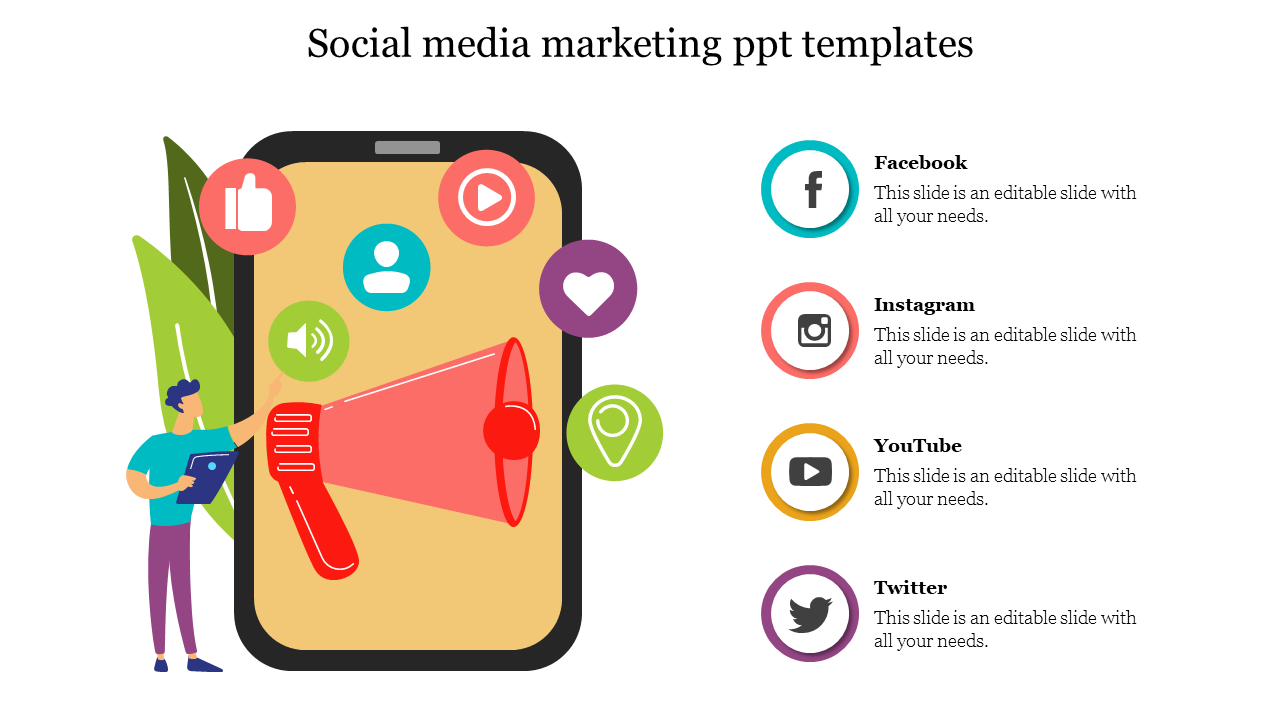 Social media marketing ppt templates
Facebook
This slide is an editable slide with
all your needs.
Instagram
This slide is an editable slide with
all your needs.
YouTube
This slide is an editable slide with
all your needs.
Twitter
This slide is an editable slide with
all your needs.